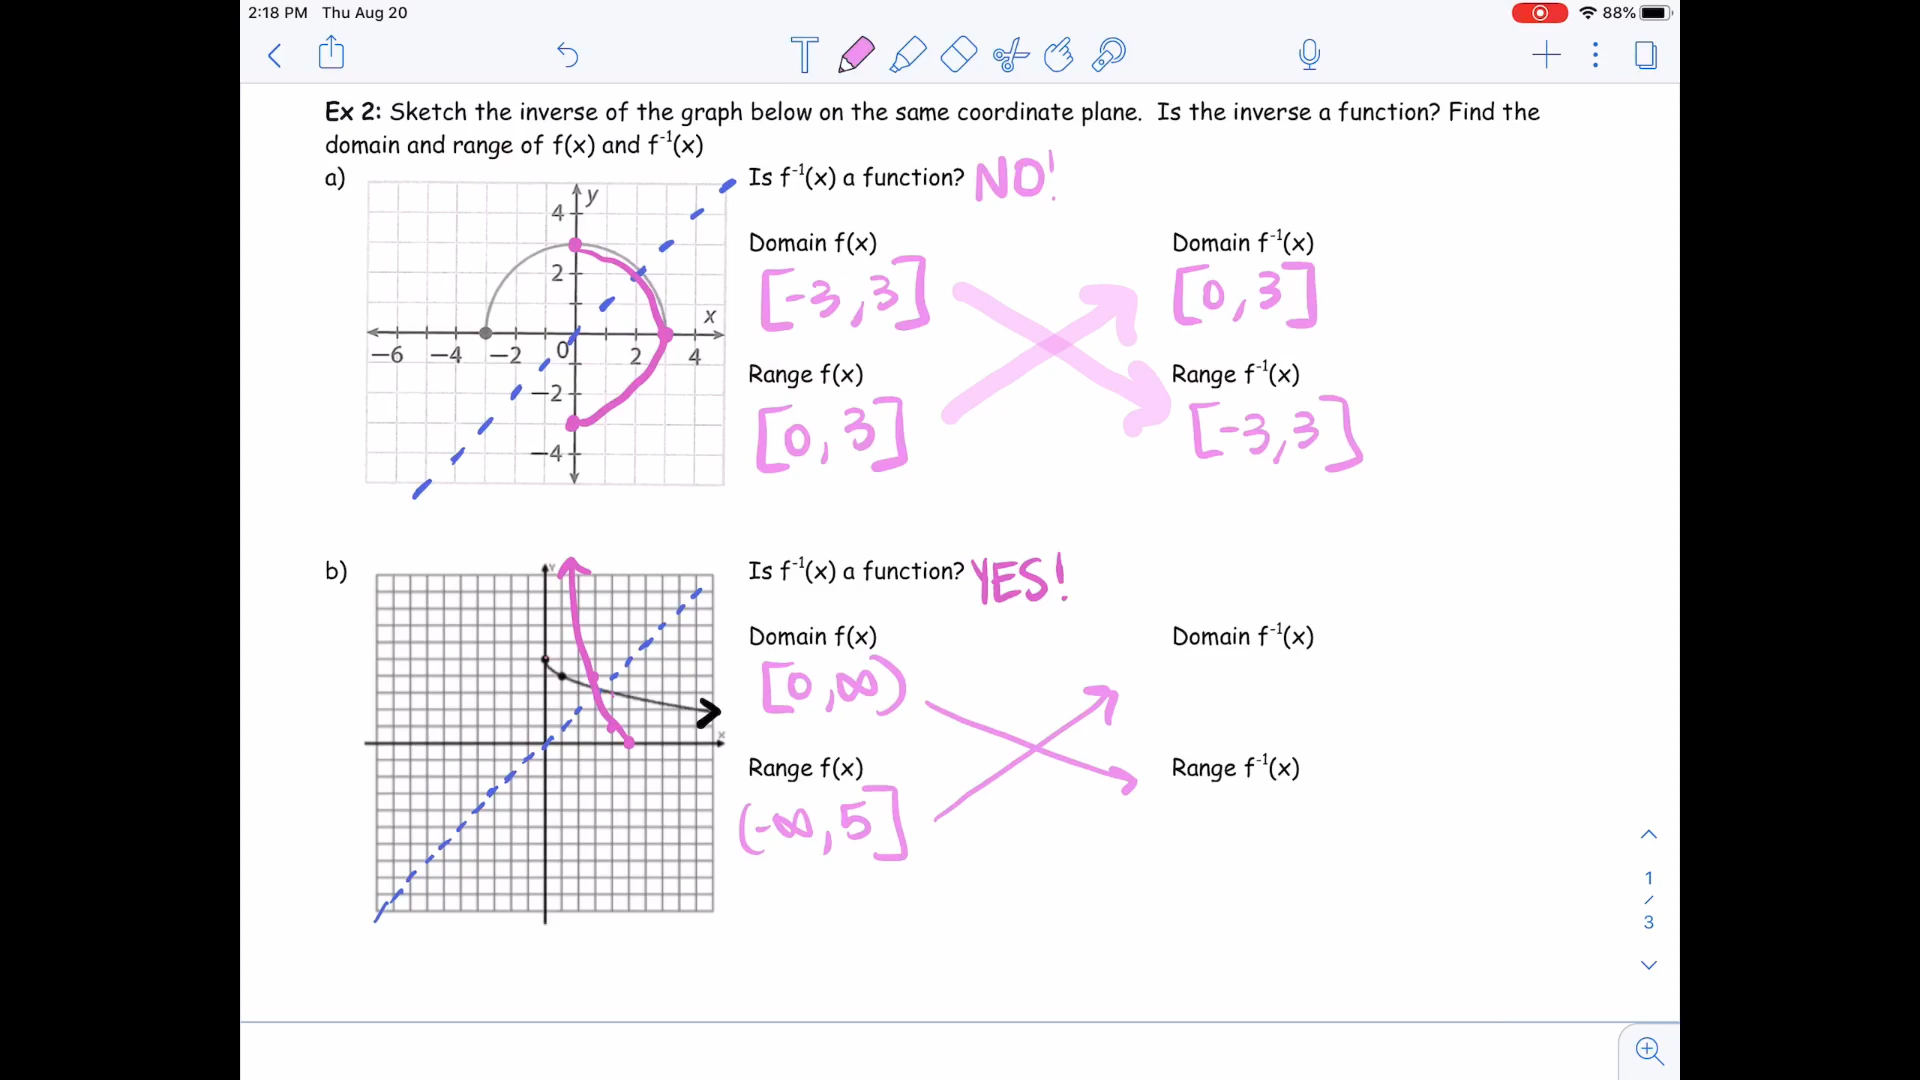 2:18 PM Thu Aug 20
88%
T
Ex 2: Sketch the inverse of the graph below on the same coordinate plane. Is the inverse a function? Find the
domain and range of f(x) and f⁻¹(x)
a)
Is f⁻¹(x) a function? NO!
y
4
2
x
-6 -4 -2 0 2 4
-2
-4
Domain f(x)
[-3,3]
Domain f⁻¹(x)
[0,3]
Range f(x)
[0,3]
Range f⁻¹(x)
[-3,3]
b)
Is f⁻¹(x) a function? YES!
Y
X
Domain f(x)
[0,∞)
Domain f⁻¹(x)
Range f(x)
(-∞,5]
Range f⁻¹(x)
1
/
3